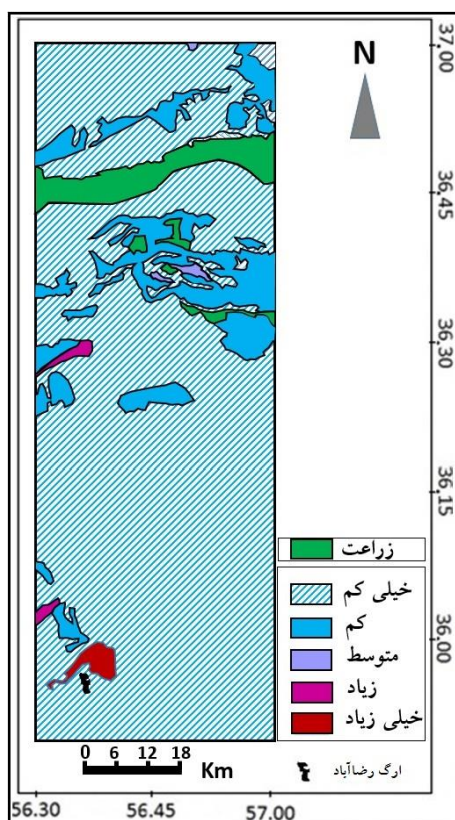 N
37,00
36,45
36,30
36,15
36,00
زراعت
خیلی کم
کم
متوسط
زیاد
خیلی زیاد
ارگ رضاآباد
0 6 12 18
Km
56.30 56.45 57.00